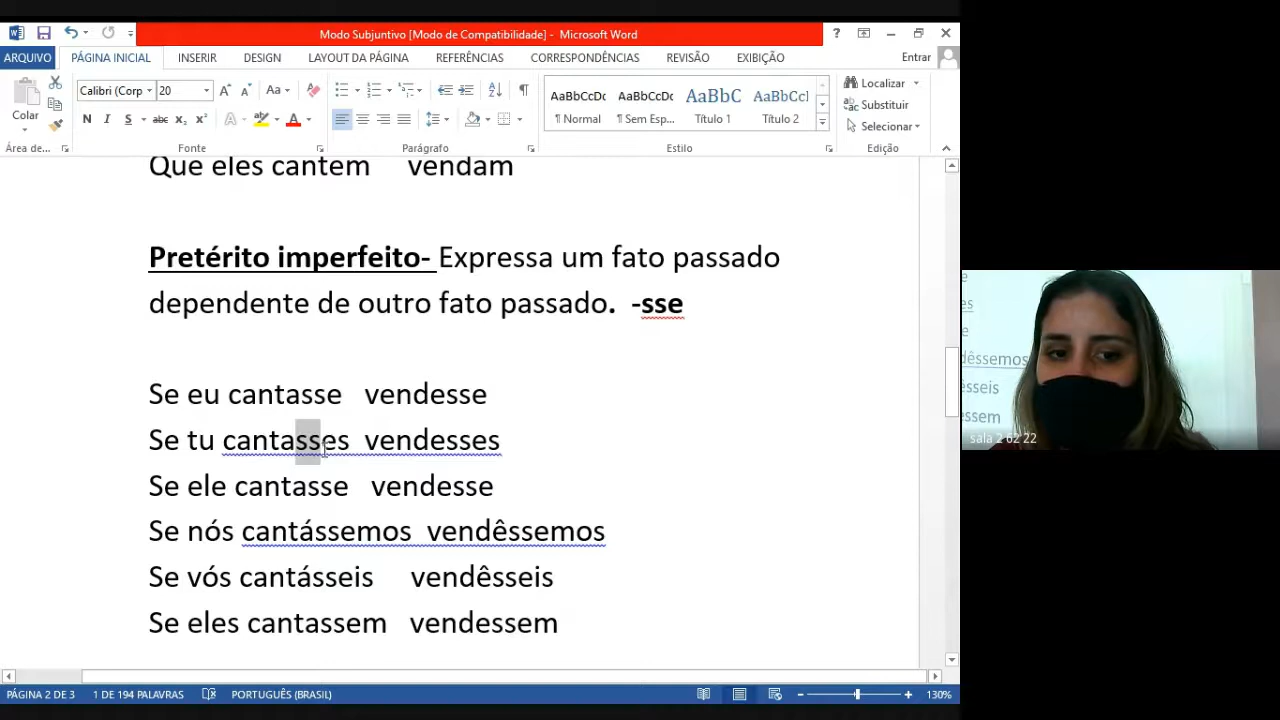 Modo Subjuntivo [Modo de Compatibilidade] - Microsoft Word
ARQUIVO PÁGINA INICIAL INSERIR DESIGN LAYOUT DA PÁGINA REFERÊNCIAS CORRESPONDÊNCIAS REVISÃO EXIBIÇÃO Entrar
Colar
Calibri (Corp 20
Aa
N I S abc x₂ x² A A
AaBbCcDc AaBbCcDc AaBbC AaBbCcI
¶ Normal ¶ Sem Esp... Título 1 Título 2
Localizar
Substituir
Selecionar
Área de... Fonte Parágrafo Estilo Edição
Que eles cantem vendam
Pretérito imperfeito- Expressa um fato passado
dependente de outro fato passado. -sse
Se eu cantasse vendesse
Se tu cantasses vendesses
Se ele cantasse vendesse
Se nós cantássemos vendêssemos
Se vós cantásseis vendêsseis
Se eles cantassem vendessem
dêssemos
sseis
ssem
sala 2 62 22
PÁGINA 2 DE 3 1 DE 194 PALAVRAS PORTUGUÊS (BRASIL) 130%